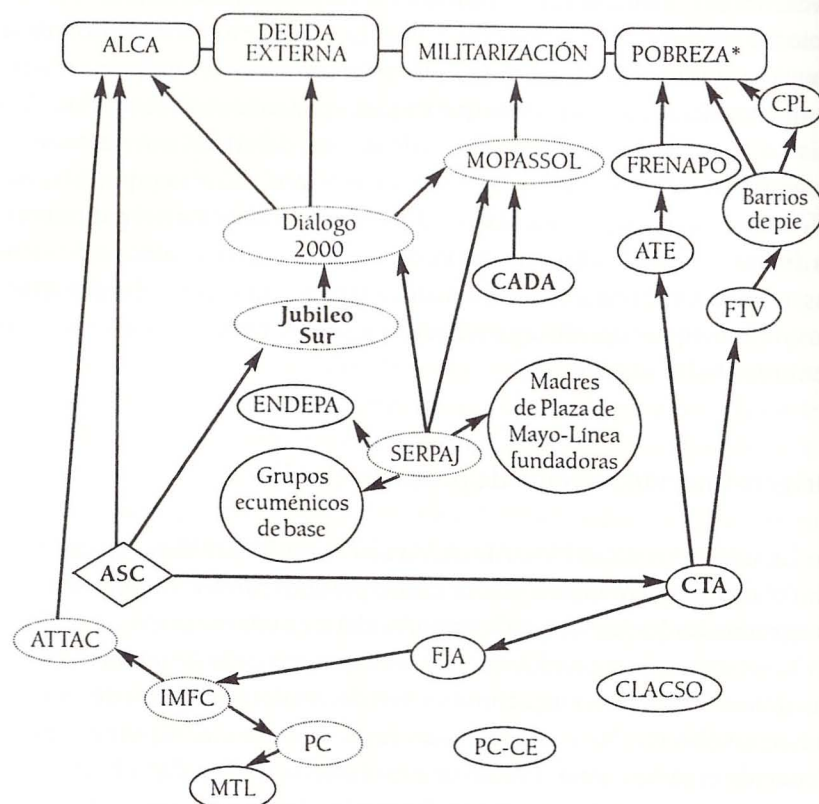 ALCA
DEUDA
EXTERNA
MILITARIZACIÓN
POBREZA*
CPL
MOPASSOL
FRENAPO
Barrios
de pie
Diálogo
2000
ATE
CADA
FTV
Jubileo
Sur
ENDEPA
Madres
de Plaza de
Mayo-Línea
fundadoras
SERPAJ
Grupos
ecuménicos
de base
ASC
CTA
ATTAC
FJA
IMFC
CLACSO
PC
PC-CE
MTL